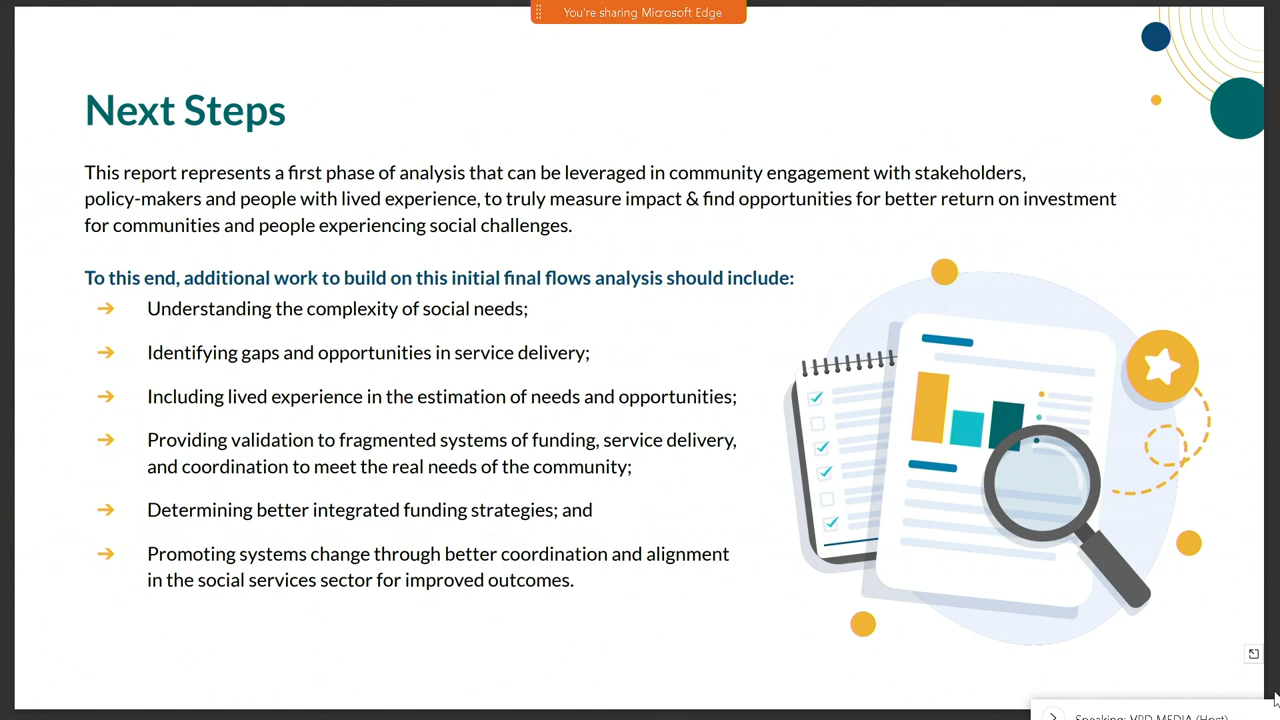 You're sharing Microsoft Edge
Next Steps
This report represents a first phase of analysis that can be leveraged in community engagement with stakeholders,
policy-makers and people with lived experience, to truly measure impact & find opportunities for better return on investment
for communities and people experiencing social challenges.
To this end, additional work to build on this initial final flows analysis should include:
➔ Understanding the complexity of social needs;
➔ Identifying gaps and opportunities in service delivery;
➔ Including lived experience in the estimation of needs and opportunities;
➔ Providing validation to fragmented systems of funding, service delivery,
and coordination to meet the real needs of the community;
➔ Determining better integrated funding strategies; and
➔ Promoting systems change through better coordination and alignment
in the social services sector for improved outcomes.
Speaking: VPD MEDIA (Host)